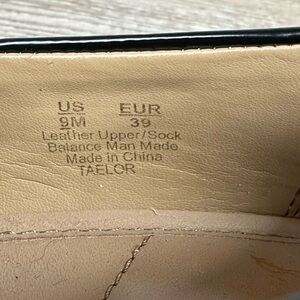 US EUR
9M 39
Leather Upper/Sock
Balance Man Made
Made in China
TAELOR